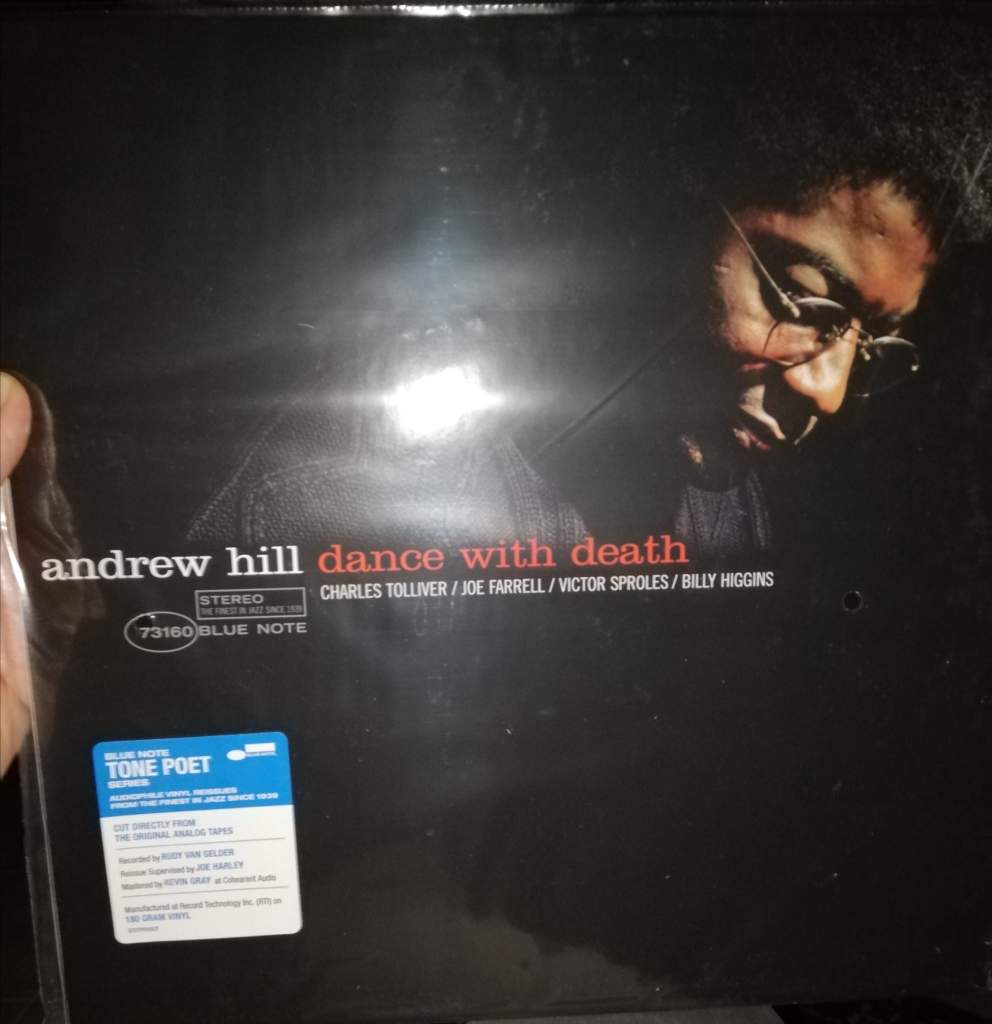 andrew hill dance with death
CHARLES TOLLIVER / JOE FARRELL / VICTOR SPROLES / BILLY HIGGINS
STEREO
THE FINEST IN JAZZ SINCE 1939
73160 BLUE NOTE
BLUE NOTE
TONE POET
SERIES
BLUE NOTE
AUDIOPHILE VINYL REISSUES
FROM THE FINEST IN JAZZ SINCE 1939
CUT DIRECTLY FROM
THE ORIGINAL ANALOG TAPES
Recorded by RUDY VAN GELDER
Reissue Supervised by JOE HARLEY
Mastered by KEVIN GRAY at Cohearent Audio
Manufactured at Record Technology Inc. (RTI) on
180 GRAM VINYL